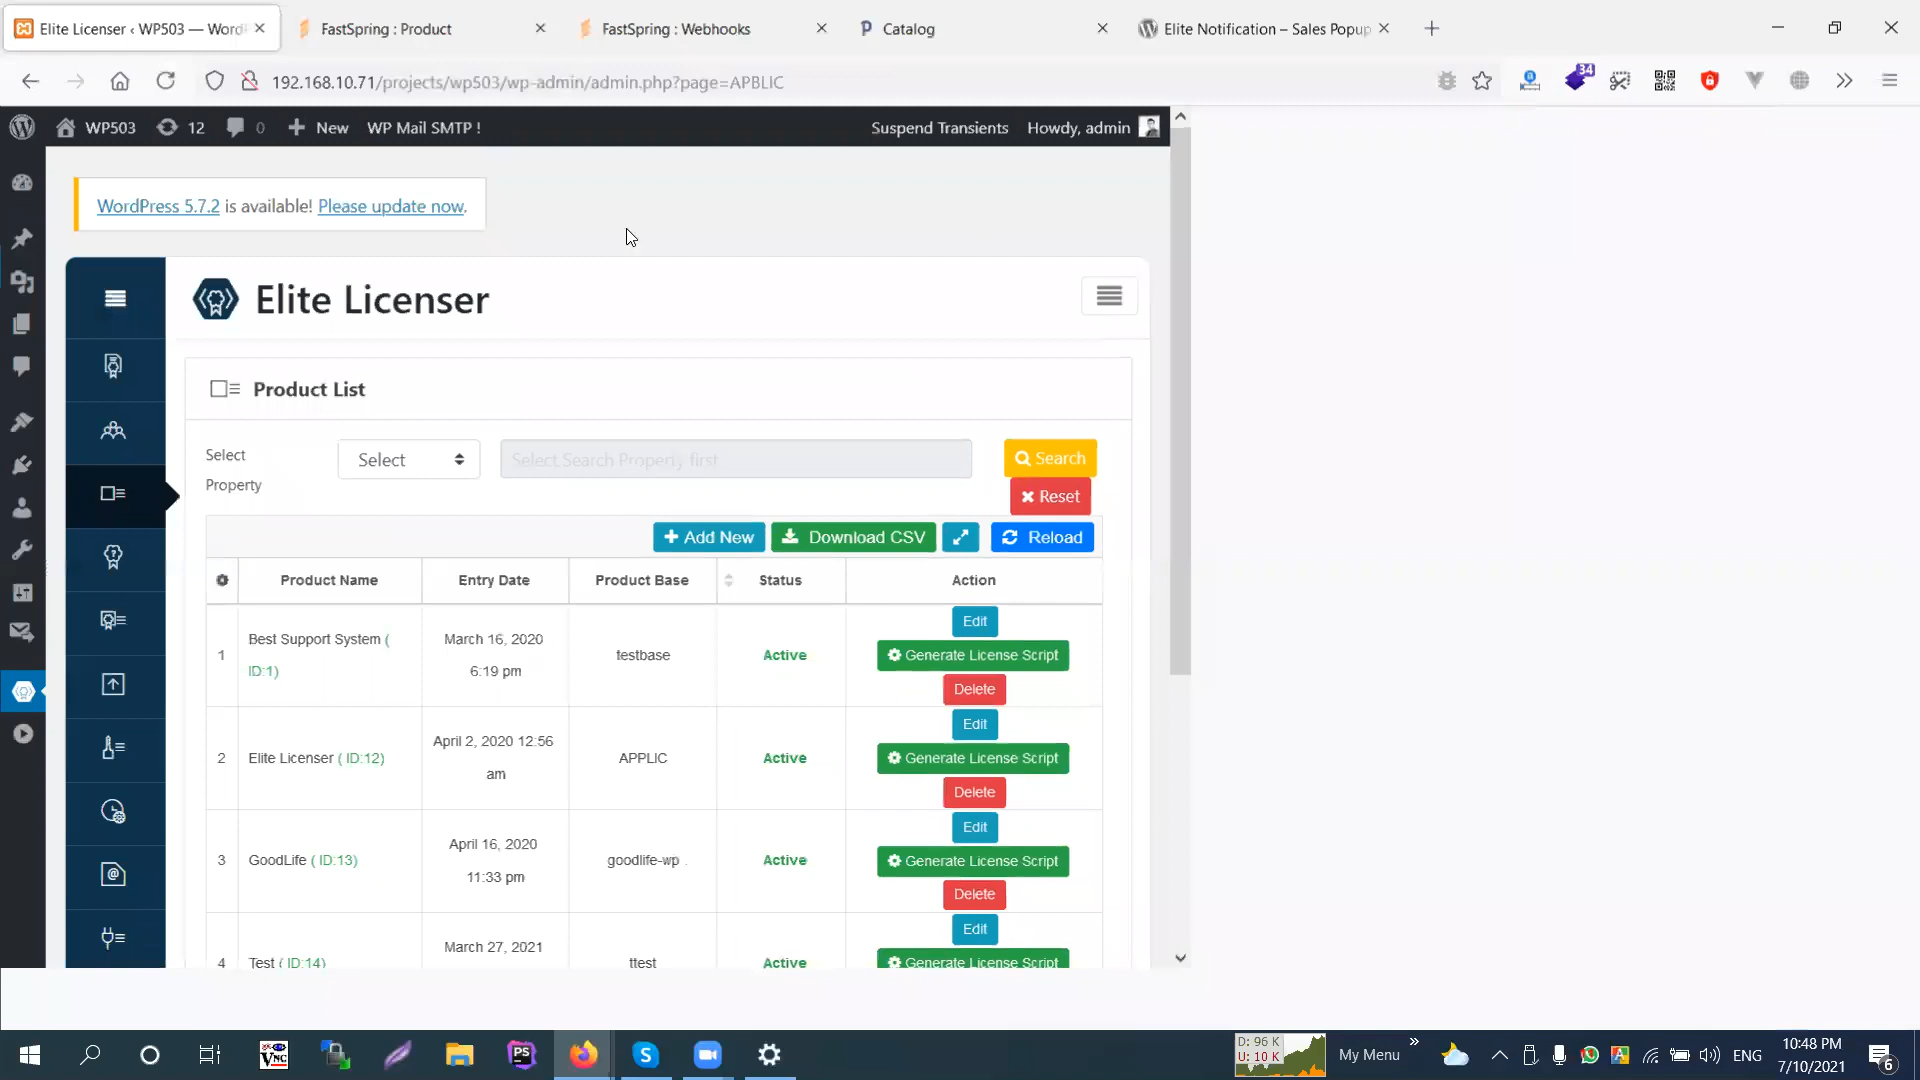 Elite Licenser ‹ WP503 — Word
FastSpring : Product
FastSpring : Webhooks
Catalog
Elite Notification – Sales Popup
192.168.10.71/projects/wp503/wp-admin/admin.php?page=APBLIC
34
WP503
12
0
New
WP Mail SMTP !
Suspend Transients
Howdy, admin
WordPress 5.7.2 is available! Please update now.
Elite Licenser
Product List
Select Property
Select
Select Search Property first
Search
Reset
Add New
Download CSV
Reload
Product Name
Entry Date
Product Base
Status
Action
1
Best Support System ( ID:1)
March 16, 2020 6:19 pm
testbase
Active
Edit
Generate License Script
Delete
2
Elite Licenser ( ID:12)
April 2, 2020 12:56 am
APPLIC
Active
Edit
Generate License Script
Delete
3
GoodLife ( ID:13)
April 16, 2020 11:33 pm
goodlife-wp
Active
Edit
Generate License Script
Delete
4
Test ( ID:14)
March 27, 2021
ttest
Active
Edit
Generate License Script
VNC
PS
D: 96 K
U: 10 K
My Menu
ENG
10:48 PM
7/10/2021
6